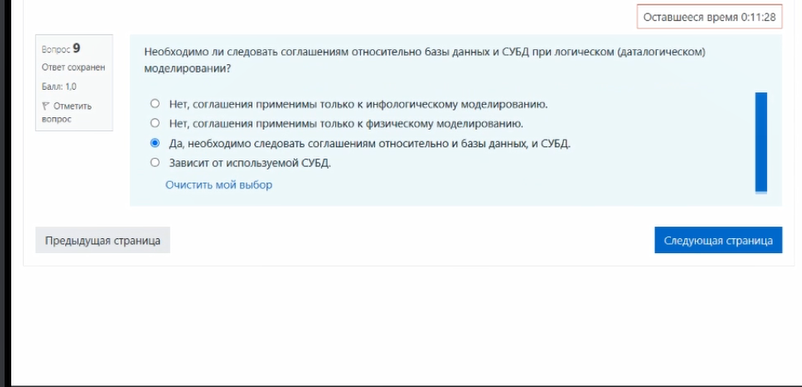 Оставшееся время 0:11:28
Вопрос 9
Ответ сохранен
Балл: 1,0
Отметить
вопрос
Необходимо ли следовать соглашениям относительно базы данных и СУБД при логическом (даталогическом)
моделировании?
Нет, соглашения применимы только к инфологическому моделированию.
Нет, соглашения применимы только к физическому моделированию.
Да, необходимо следовать соглашениям относительно и базы данных, и СУБД.
Зависит от используемой СУБД.
Очистить мой выбор
Предыдущая страница
Следующая страница